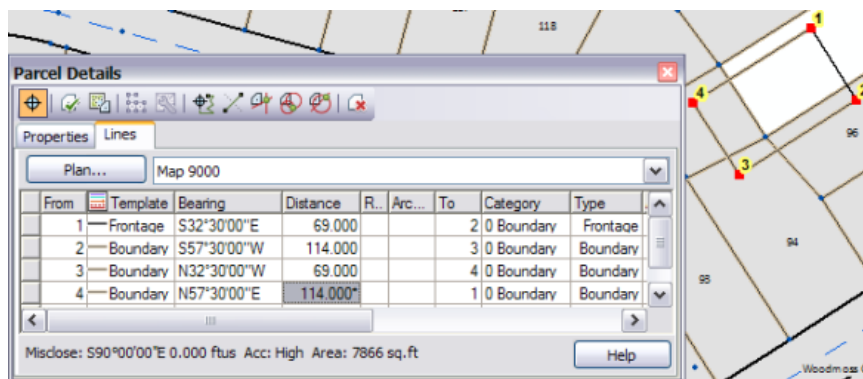 118
1
Parcel Details
4
2
96
3
Properties Lines
Plan... Map 9000
From Template Bearing Distance R.. Arc... To Category Type
1 Frontage S32°30'00"E 69.000 2 0 Boundary Frontage
2 Boundary S57°30'00"W 114.000 3 0 Boundary Boundary
3 Boundary N32°30'00"W 69.000 4 0 Boundary Boundary
4 Boundary N57°30'00"E 114.000* 1 0 Boundary Boundary
94
Misclose: S90°00'00"E 0.000 ftus Acc: High Area: 7866 sq.ft Help
Woodmoss